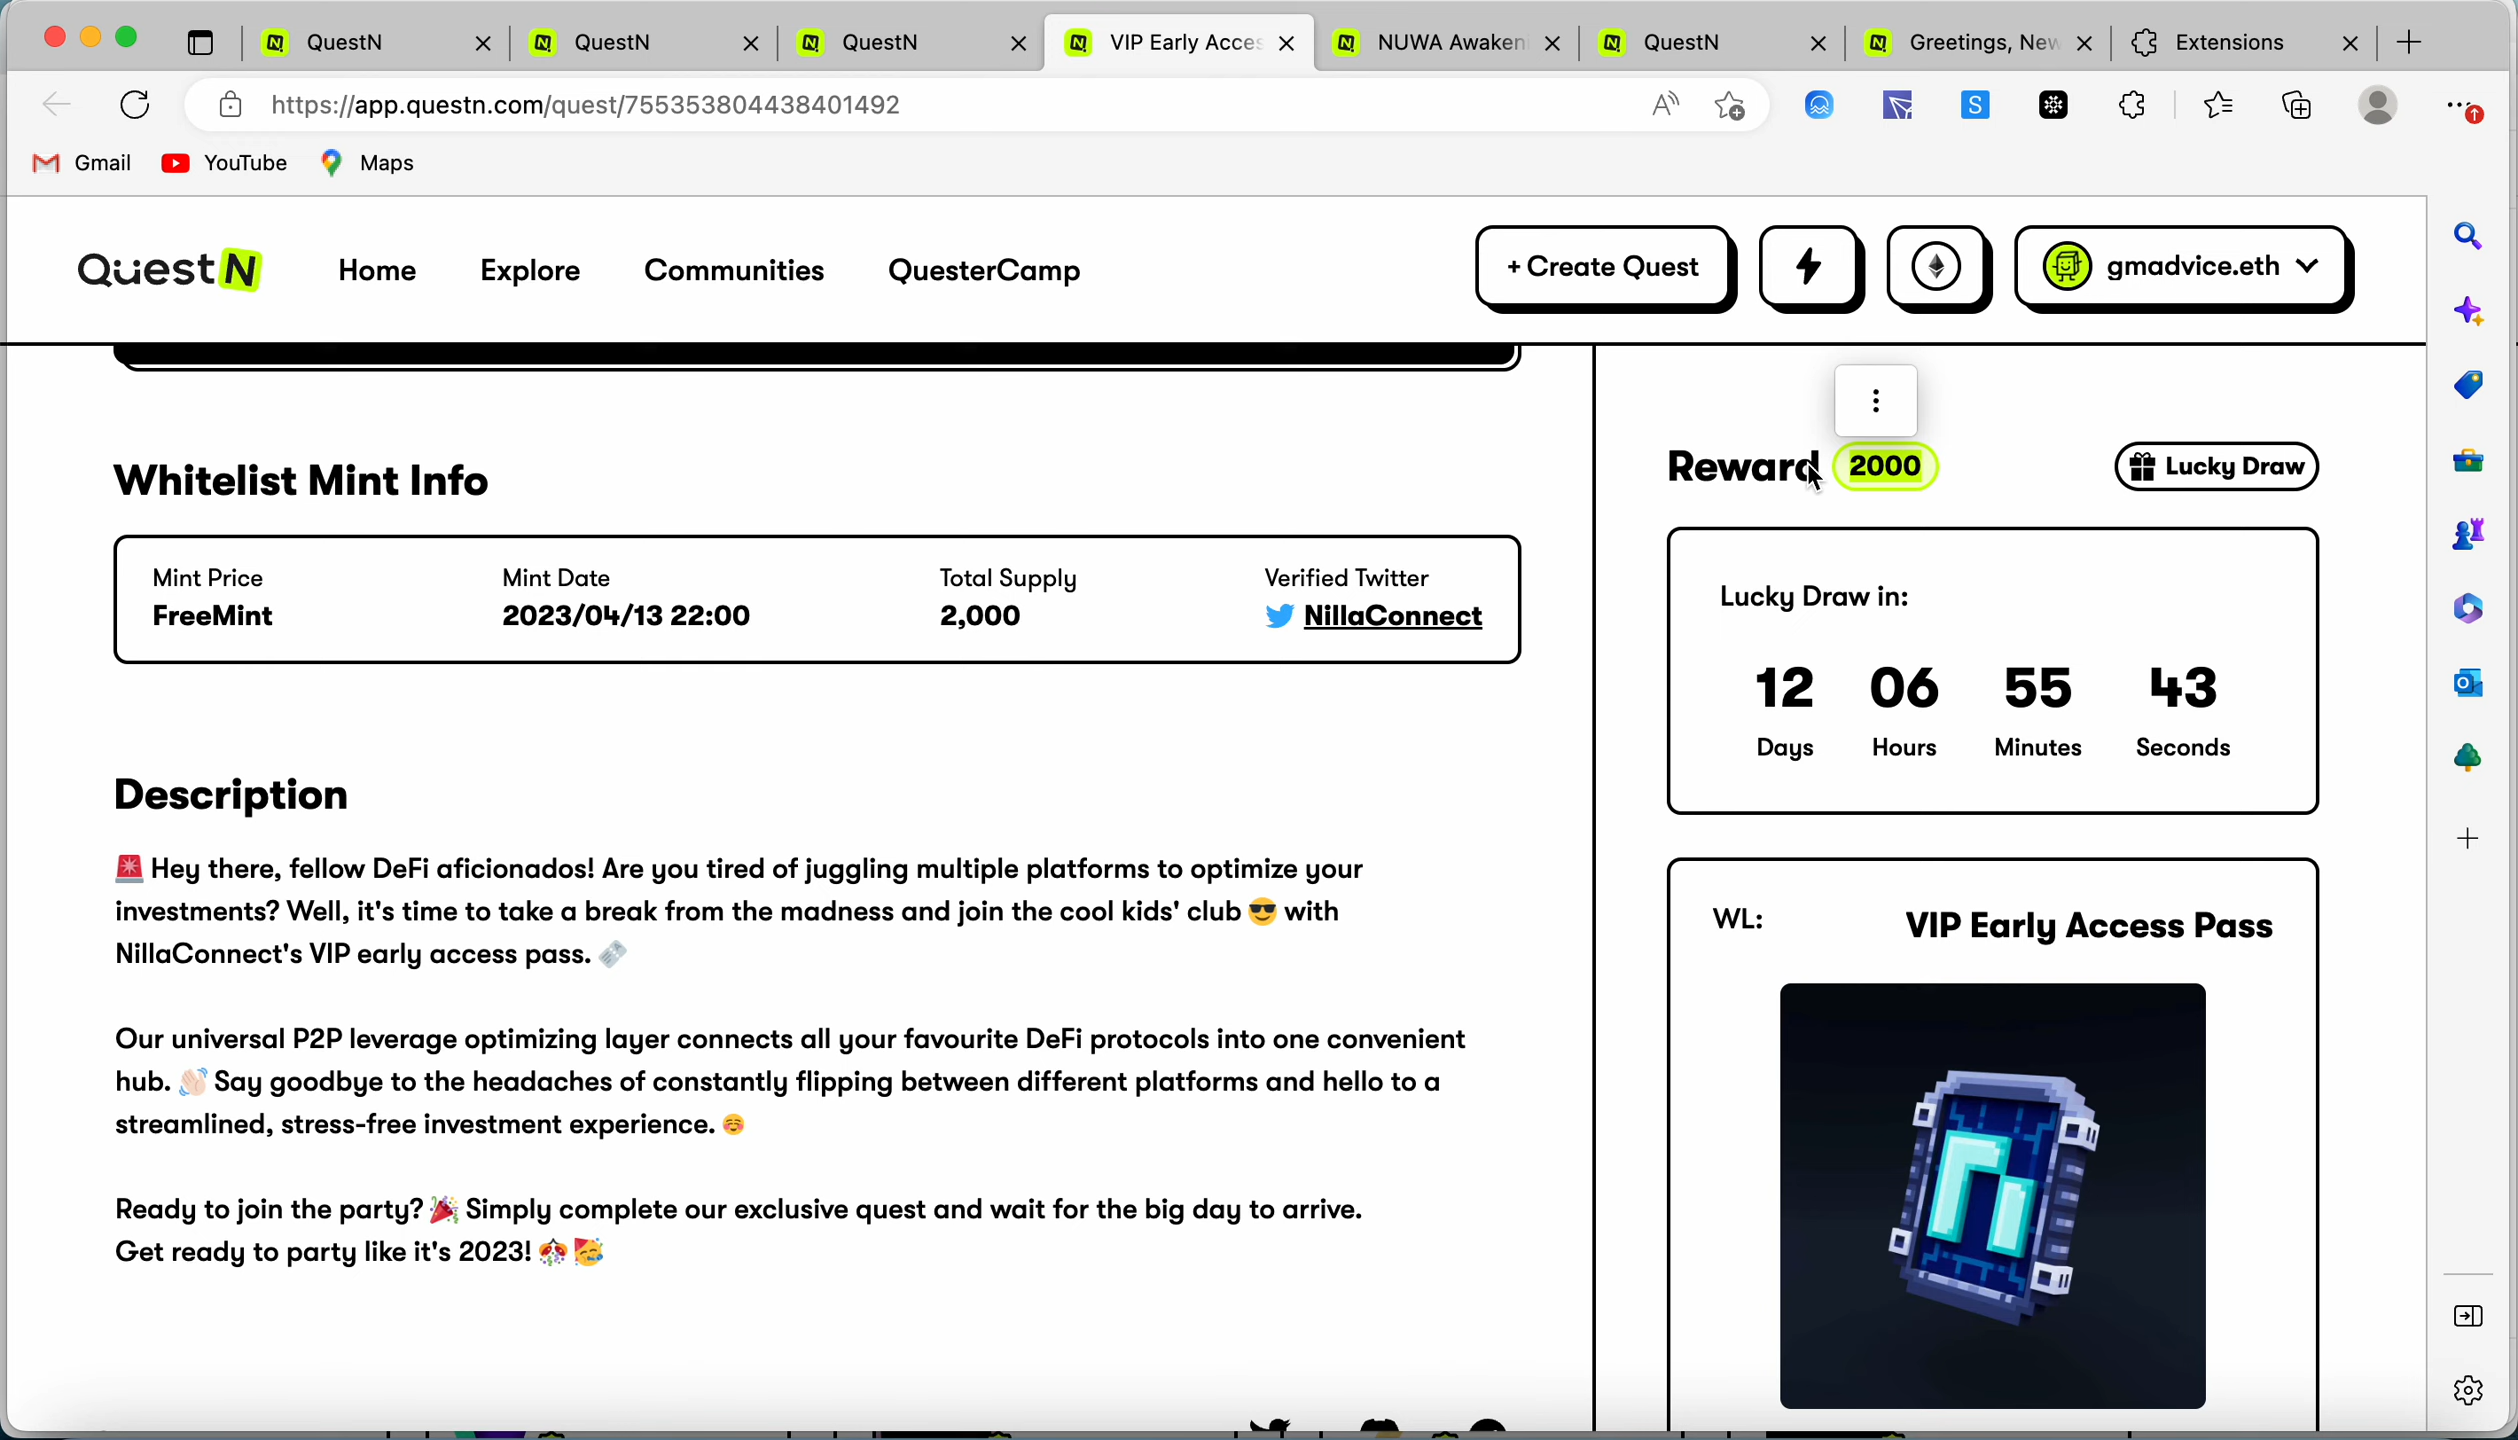 QuestN
QuestN
QuestN
VIP Early Acces
NUWA Awakeni
QuestN
Greetings, New
Extensions
https://app.questn.com/quest/755353804438401492
Gmail
YouTube
Maps
QuestN
Home
Explore
Communities
QuesterCamp
+ Create Quest
gmadvice.eth
Whitelist Mint Info
Mint Price
FreeMint
Mint Date
2023/04/13 22:00
Total Supply
2,000
Verified Twitter
NillaConnect
Description
🚨 Hey there, fellow DeFi aficionados! Are you tired of juggling multiple platforms to optimize your
investments? Well, it's time to take a break from the madness and join the cool kids' club 😎 with
NillaConnect's VIP early access pass. 🎟️
Our universal P2P leverage optimizing layer connects all your favourite DeFi protocols into one convenient
hub. 👋🏻 Say goodbye to the headaches of constantly flipping between different platforms and hello to a
streamlined, stress-free investment experience. ☺️
Ready to join the party? 🎉 Simply complete our exclusive quest and wait for the big day to arrive.
Get ready to party like it's 2023! 🎊 🥳
Reward 2000
Lucky Draw
Lucky Draw in:
12 06 55 43
Days Hours Minutes Seconds
WL:
VIP Early Access Pass